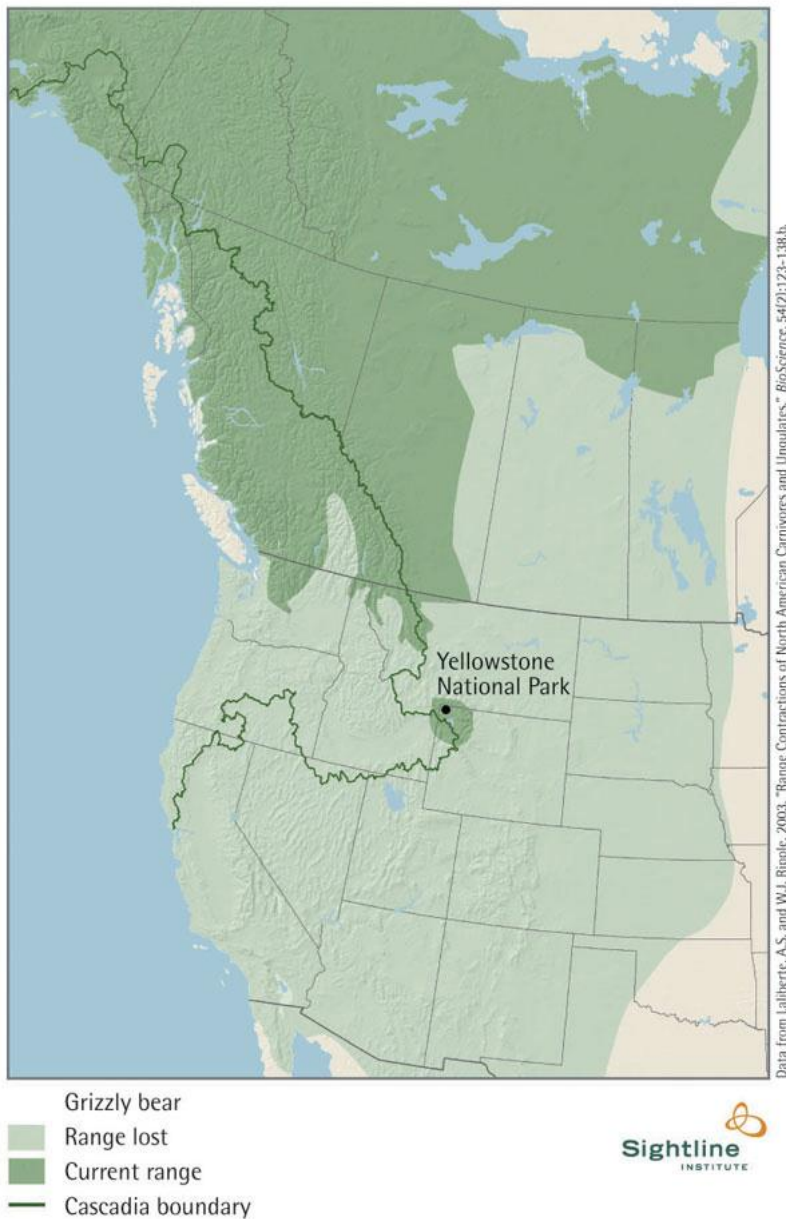 Yellowstone
National Park
Data from Laliberte, A.S. and W.J. Ripple. 2003. "Range Contractions of North American Carnivores and Ungulates." BioScience. 54(2):123-138.b.
Grizzly bear
Range lost
Current range
Cascadia boundary
Sightline
INSTITUTE